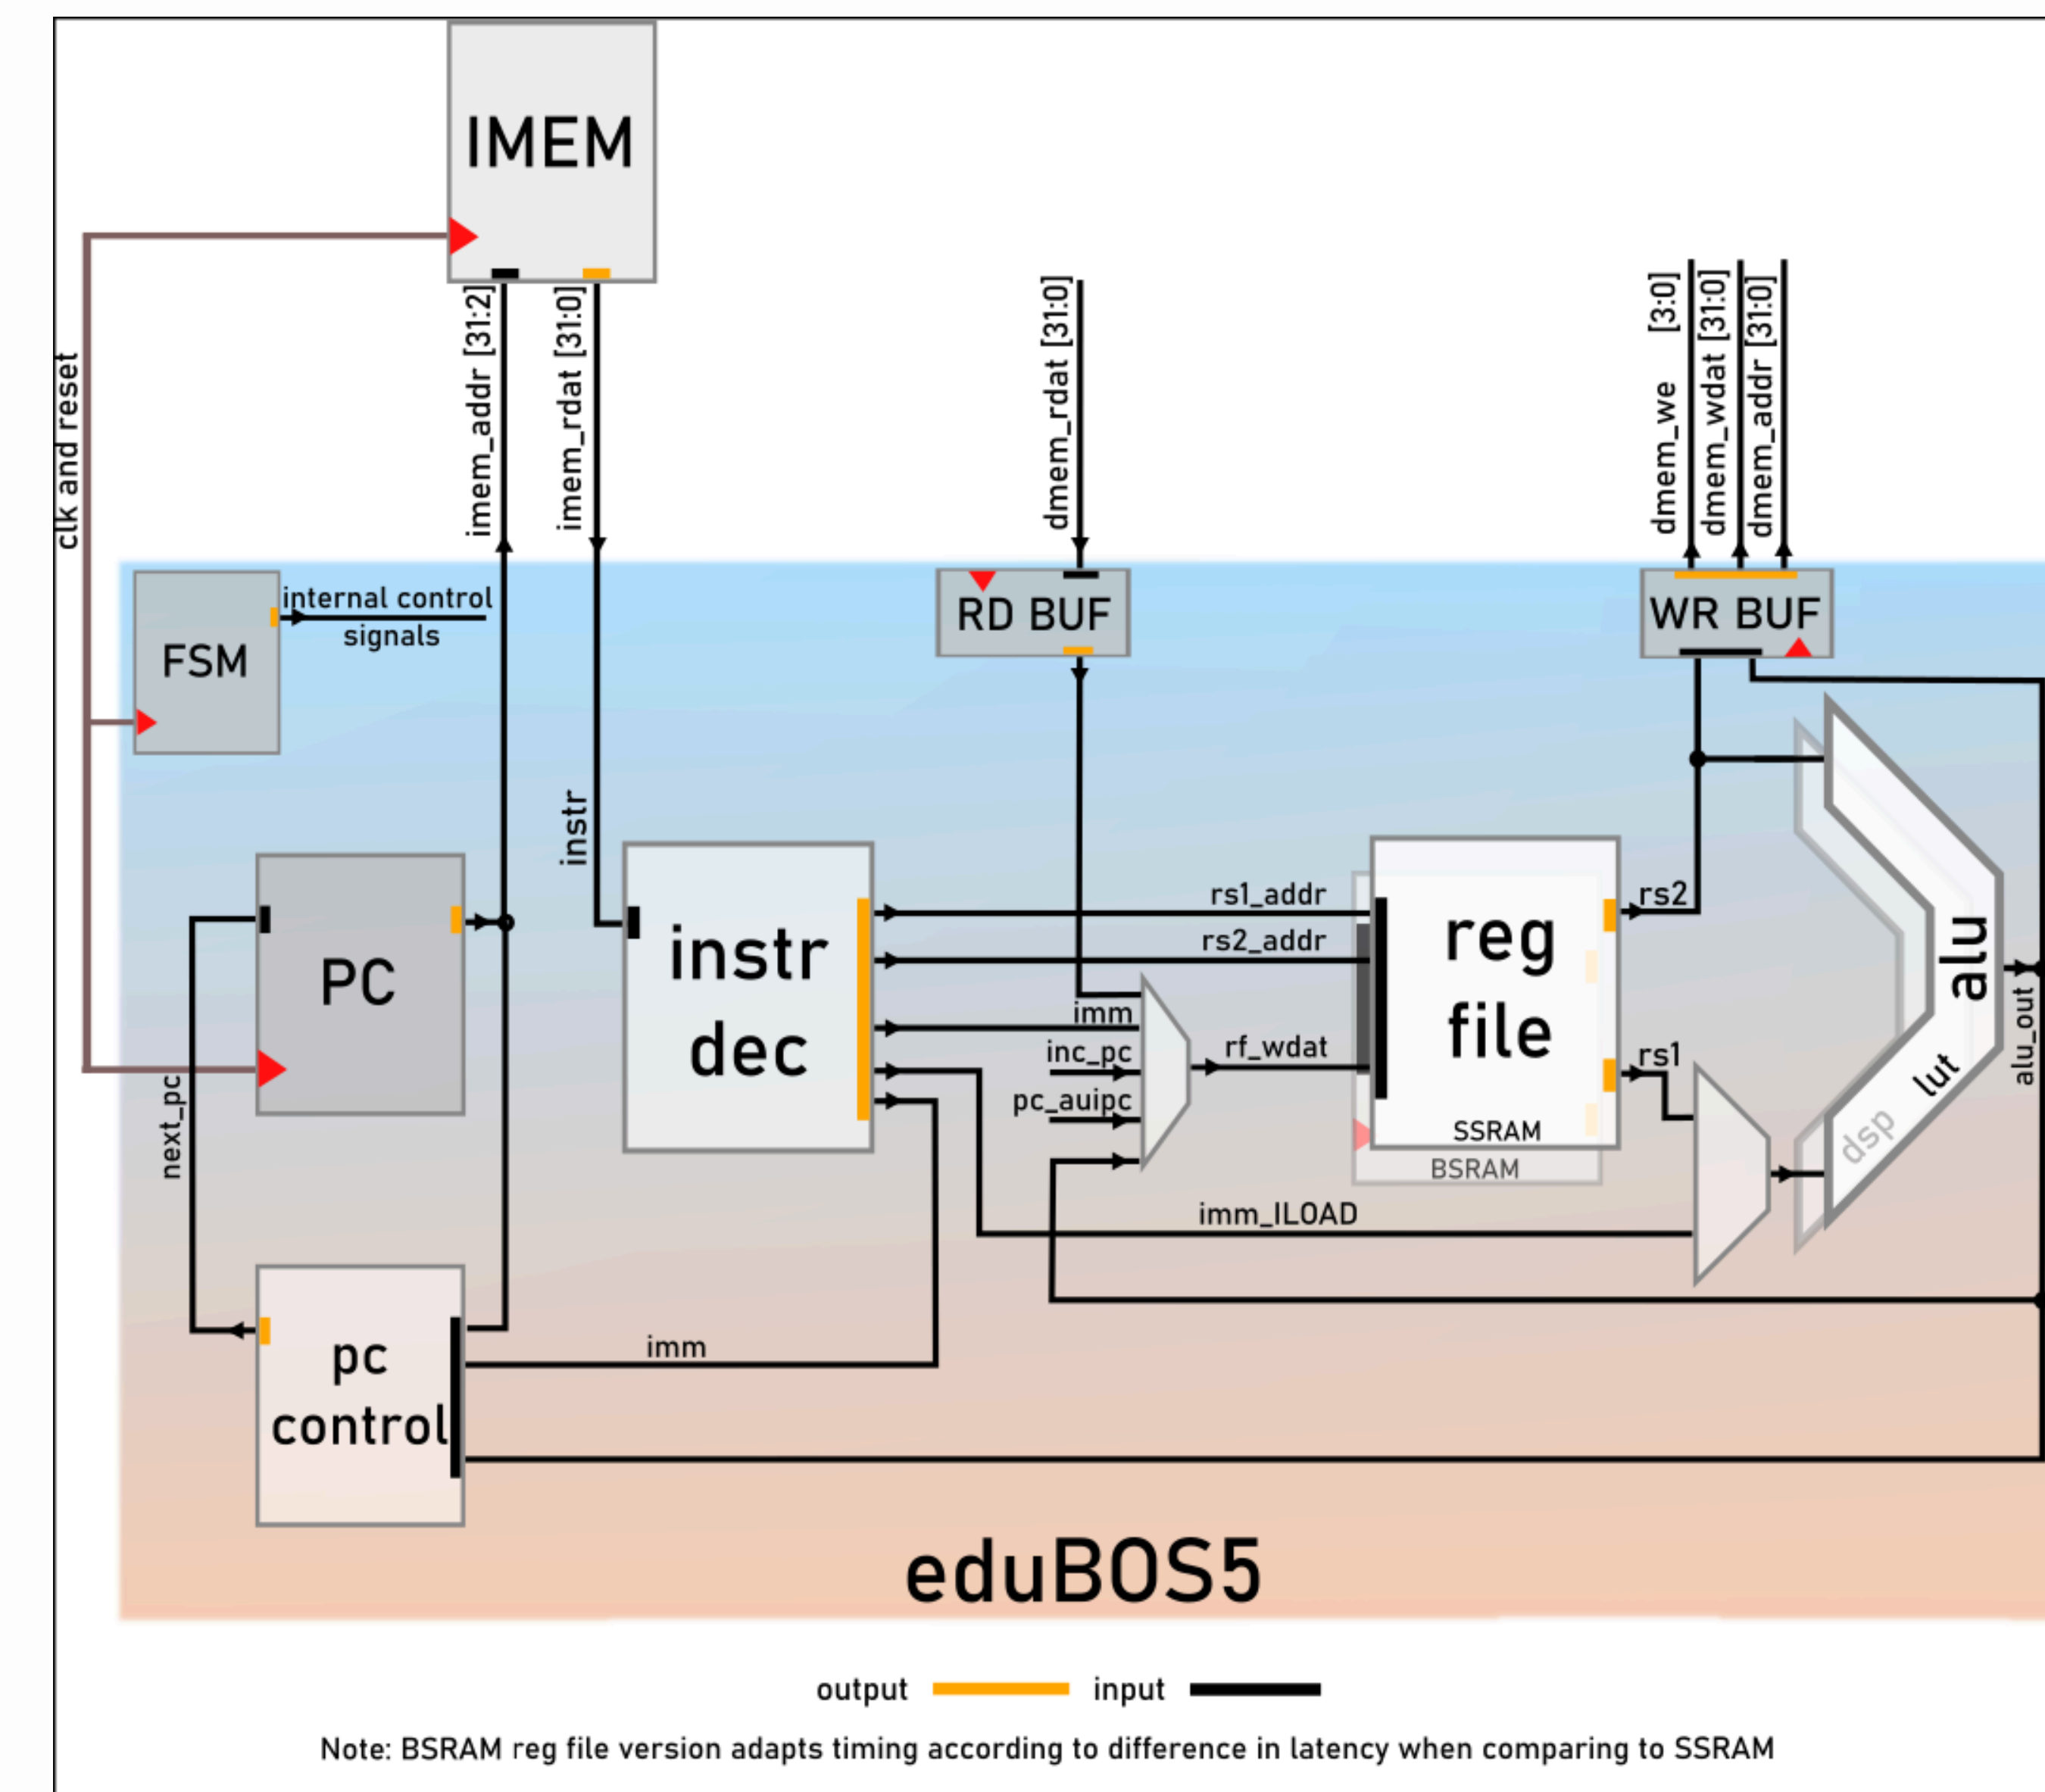 IMEM
clk and reset
imem_addr [31:2]
imem_rdat [31:0]
dmem_rdat [31:0]
dmem_we [3:0]
dmem_wdat [31:0]
dmem_addr [31:0]
FSM
internal control
signals
RD BUF
WR BUF
instr
PC
next_pc
instr
dec
rs1_addr
rs2_addr
imm
inc_pc
pc_auipc
rf_wdat
reg
file
SSRAM
BSRAM
rs2
rs1
alu
lut
dsp
alu_out
imm_ILOAD
pc
control
imm
eduBOS5
output
input
Note: BSRAM reg file version adapts timing according to difference in latency when comparing to SSRAM